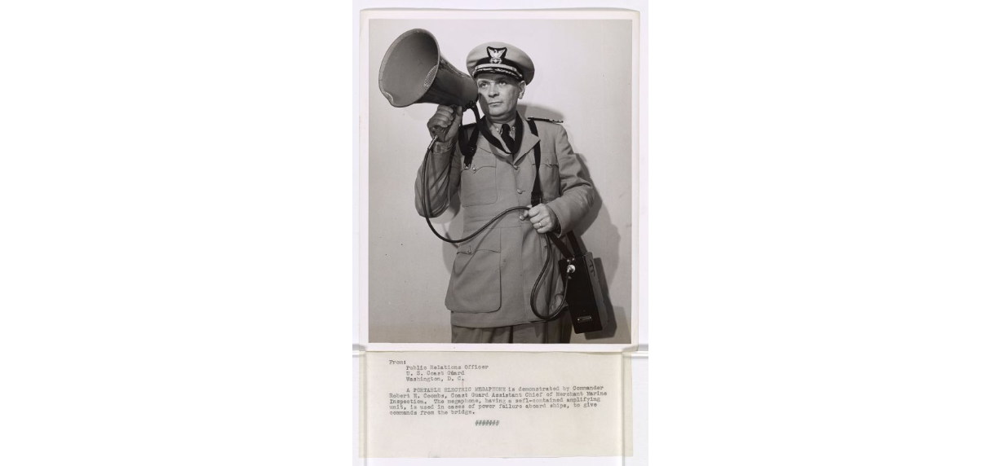 From:
Public Relations Officer
U. S. Coast Guard
Washington, D. C.
A PORTABLE ELECTRIC MEGAPHONE is demonstrated by Commander
Robert H. Coombs, Coast Guard Assistant Chief of Merchant Marine
Inspection. The megaphone, having a sefl-contained amplifying
unit, is used in cases of power failure aboard ships, to give
commands from the bridge.
#######